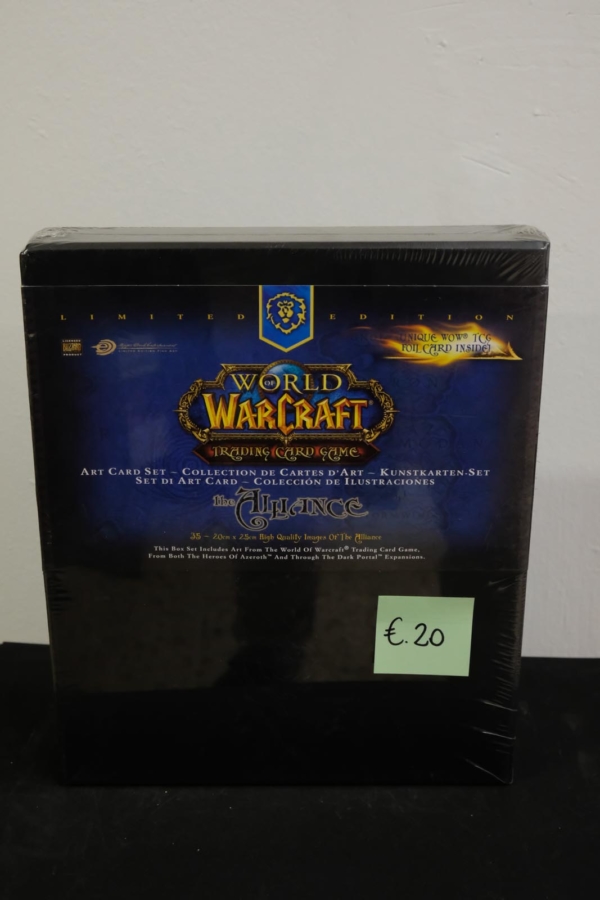 LIMITED EDITION
BLIZZARD
UNIQUE WOW® TCG
FOIL CARD INSIDE!
WORLD
OF
WARCRAFT
TRADING CARD GAME
ART CARD SET ~ COLLECTION DE CARTES D'ART ~ KUNSTKARTEN-SET
SET DI ART CARD ~ COLECCIÓN DE ILUSTRACIONES
the Alliance
35 ~ 20cm x 25cm High Quality Images Of The Alliance
This Box Set Includes Art From The World Of Warcraft® Trading Card Game,
From Both The Heroes Of Azeroth™ And Through The Dark Portal™ Expansions.
€.20